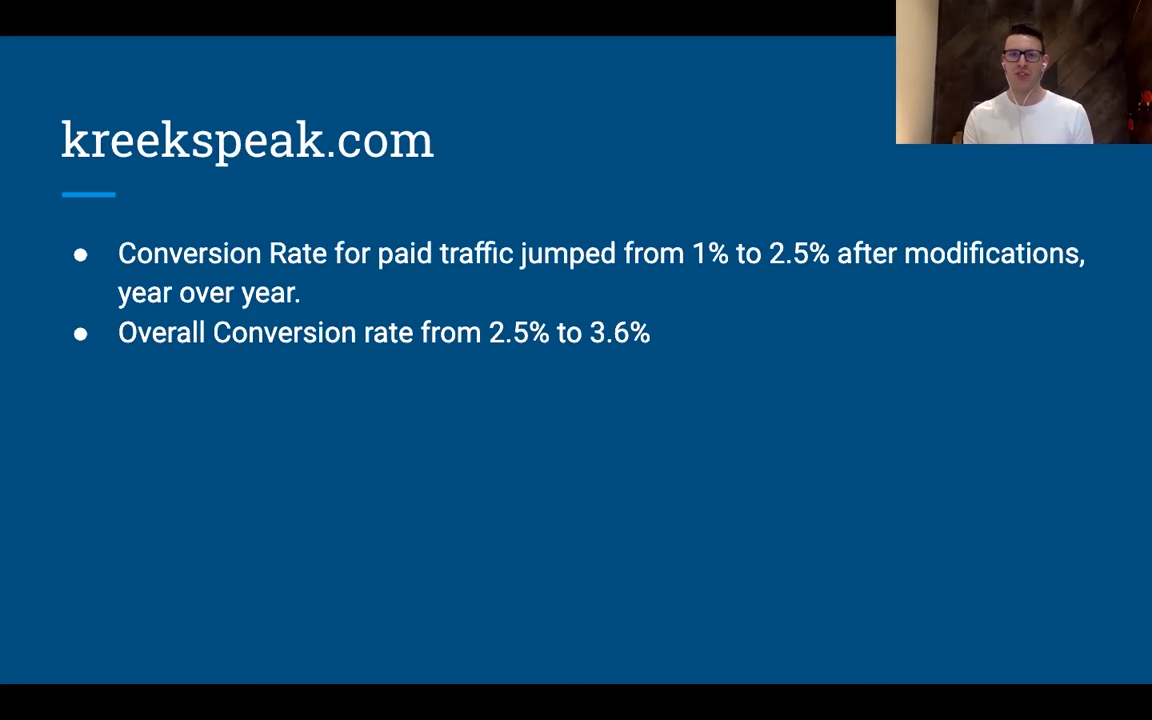 kreekspeak.com
● Conversion Rate for paid traffic jumped from 1% to 2.5% after modifications,
year over year.
● Overall Conversion rate from 2.5% to 3.6%